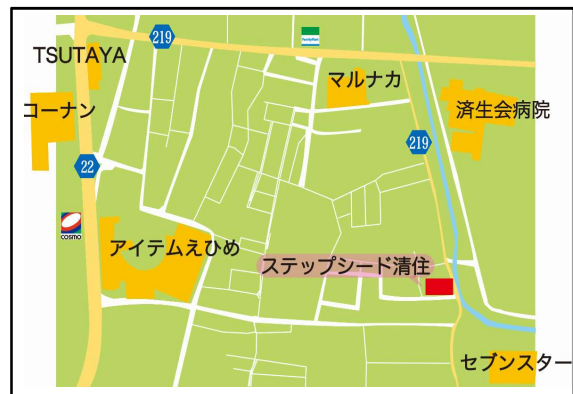 219
FamilyMart
TSUTAYA
マルナカ
コーナン
済生会病院
219
22
COSMO
アイテムえひめ
ステップシード清住
セブンスター